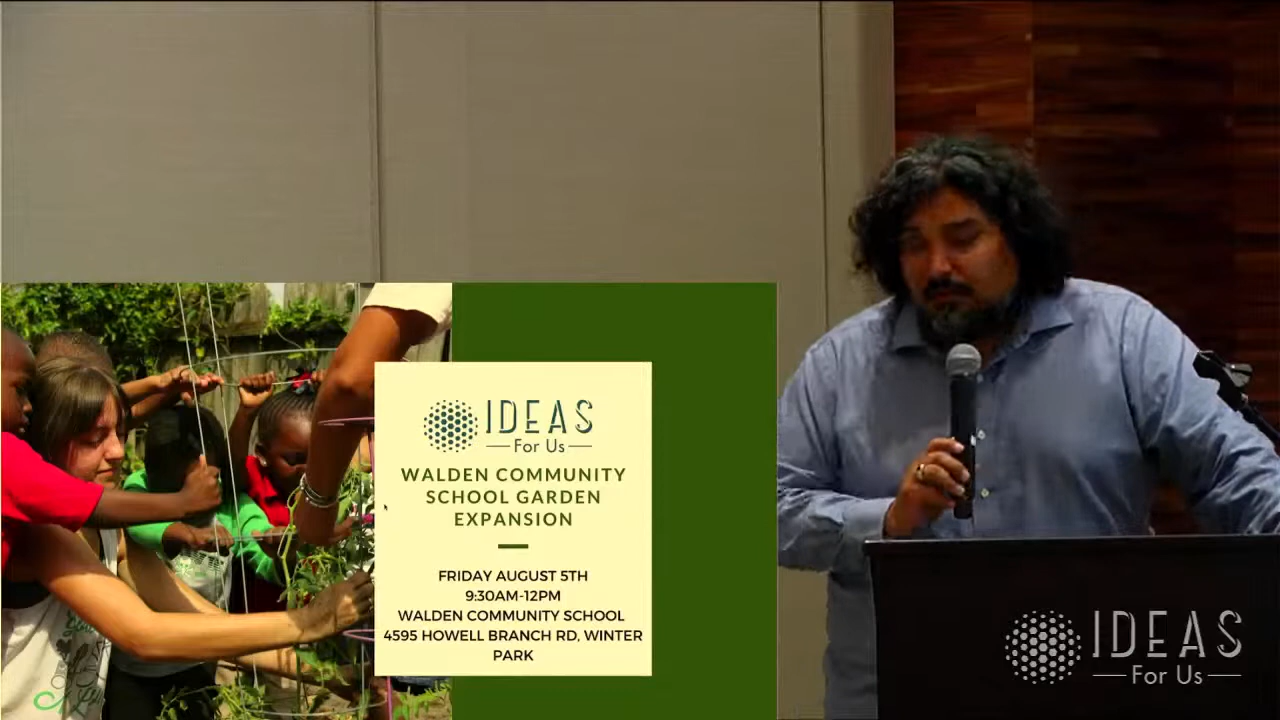 IDEAS
For Us
WALDEN COMMUNITY
SCHOOL GARDEN
EXPANSION
FRIDAY AUGUST 5TH
9:30AM-12PM
WALDEN COMMUNITY SCHOOL
4595 HOWELL BRANCH RD, WINTER
PARK
IDEAS
For Us